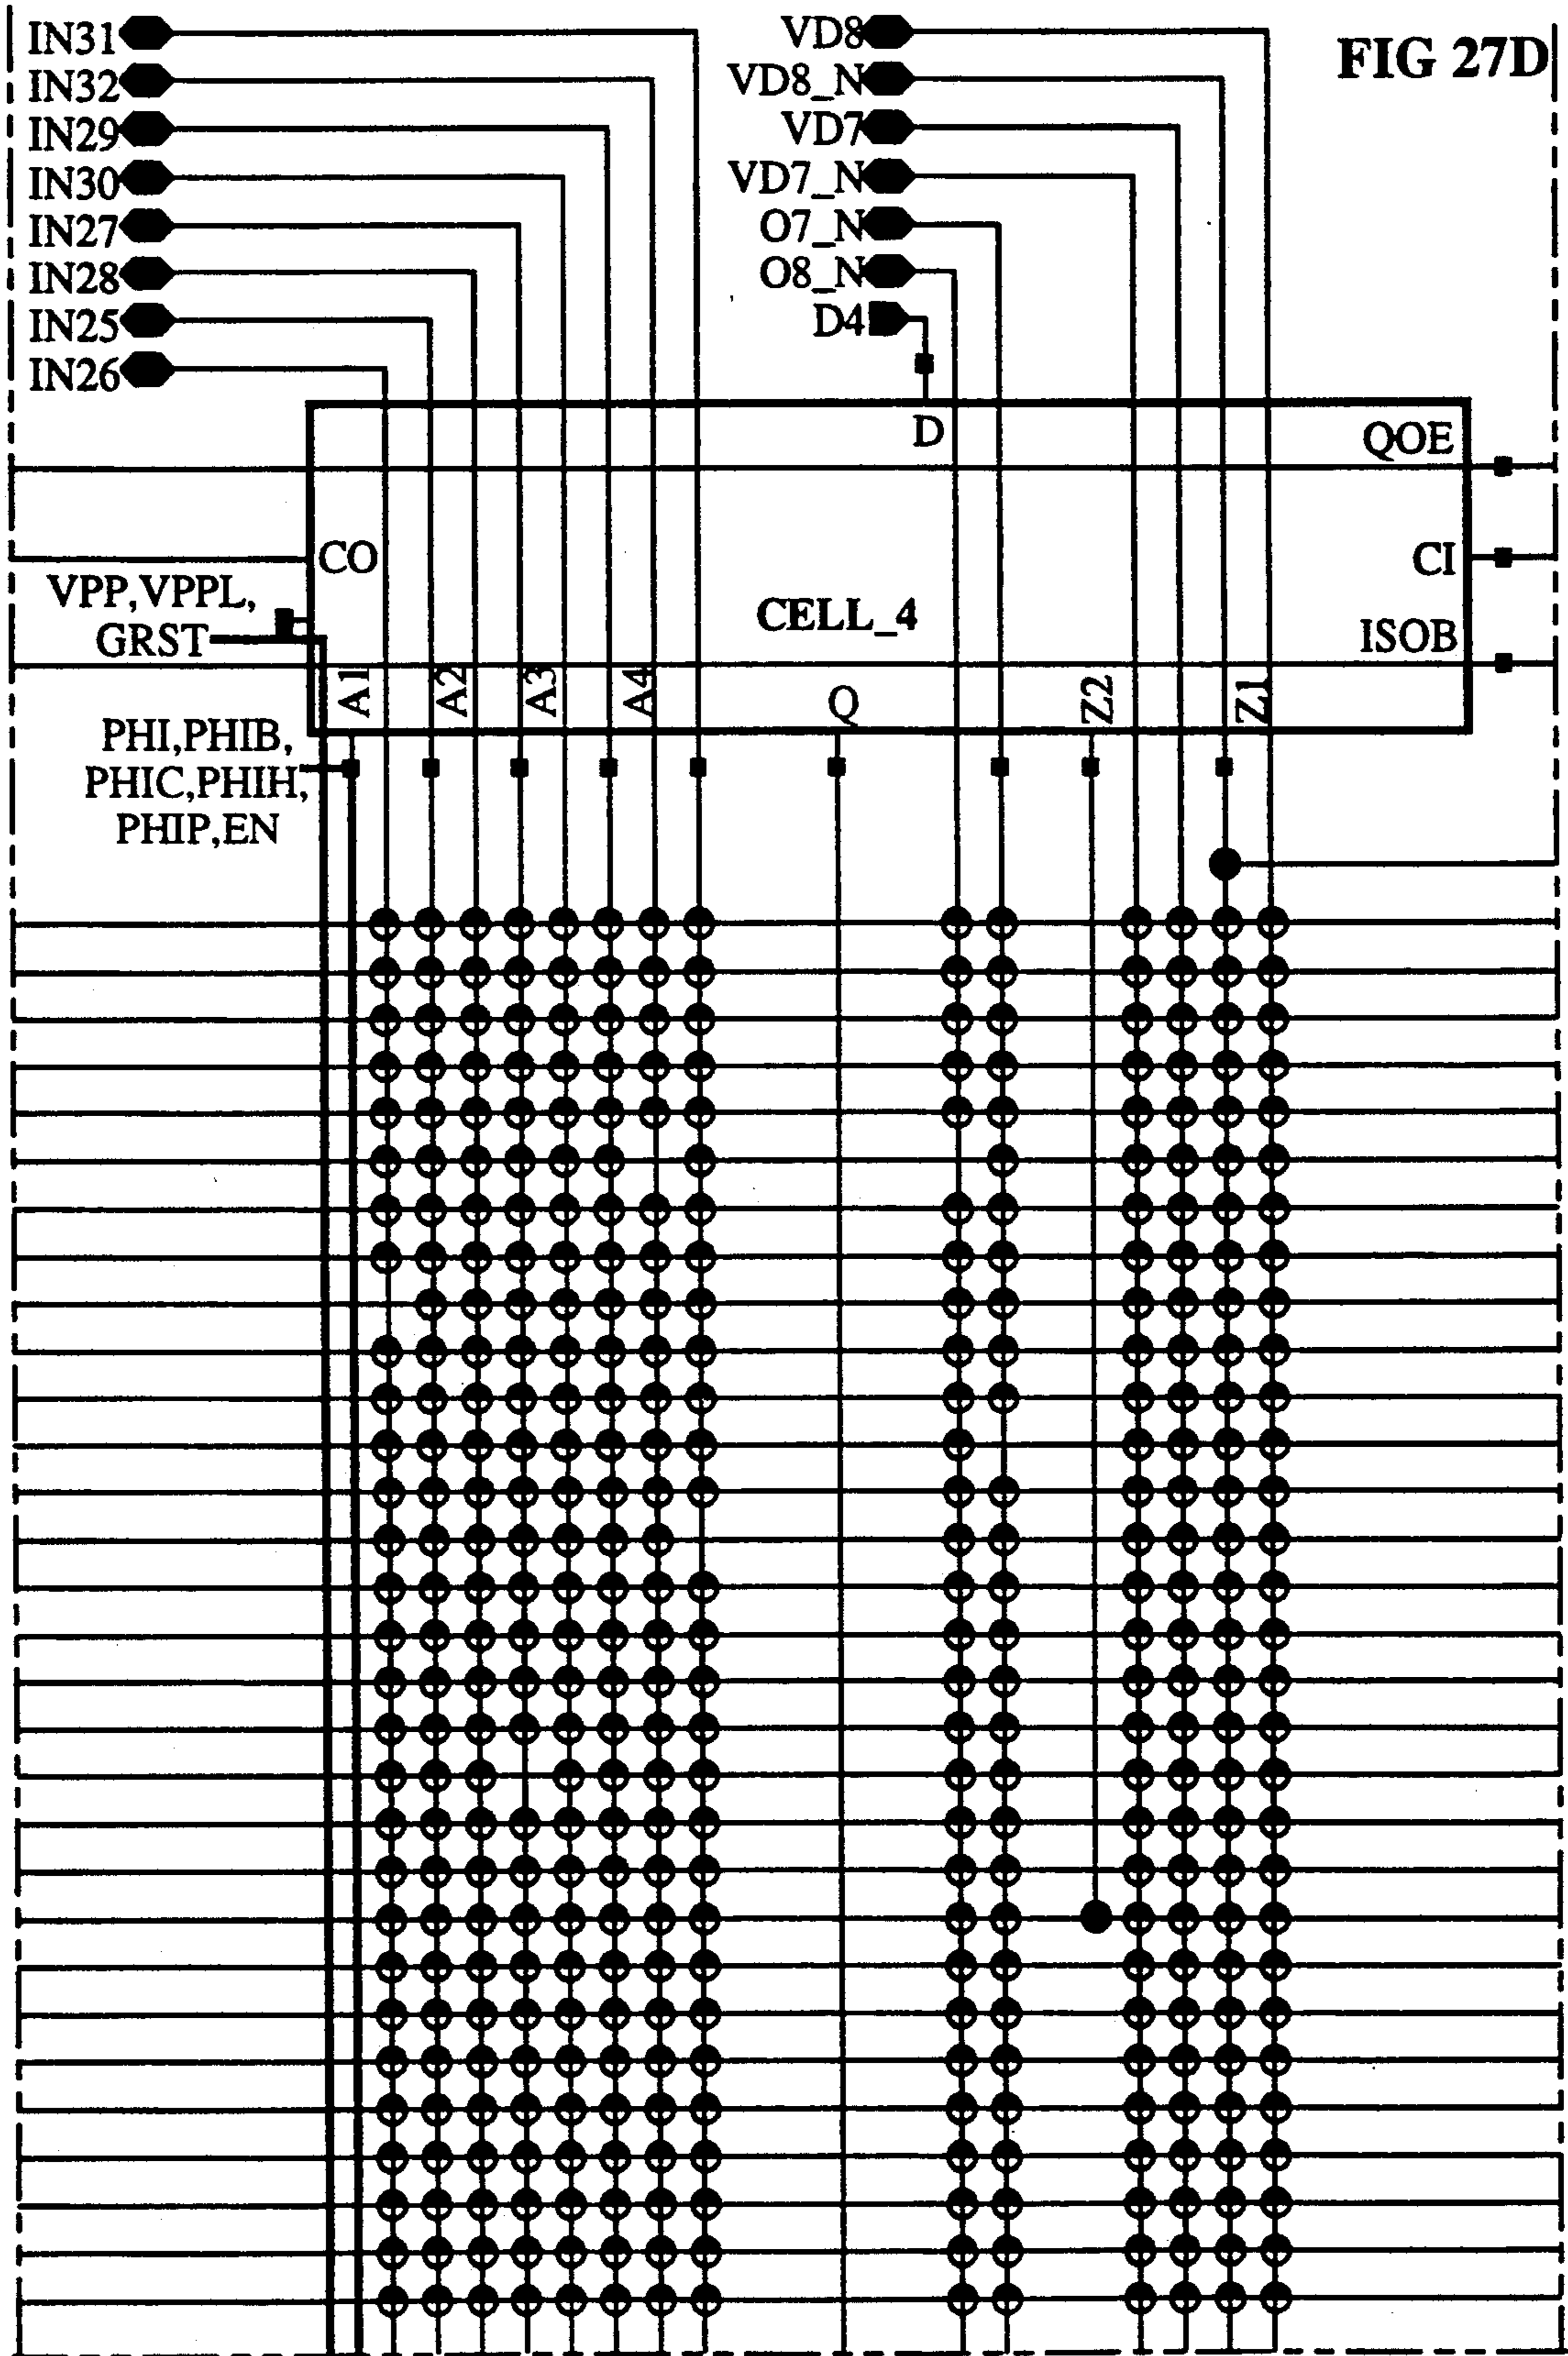 FIG 27D
IN31
IN32
IN29
IN30
IN27
IN28
IN25
IN26
VD8
VD8_N
VD7
VD7_N
O7_N
O8_N
D4
D
QOE
CO
CI
VPP,VPPL,
GRST
CELL_4
ISOB
A1
A2
A3
A4
Q
Z2
Z1
PHI,PHIB,
PHIC,PHIH,
PHIP,EN